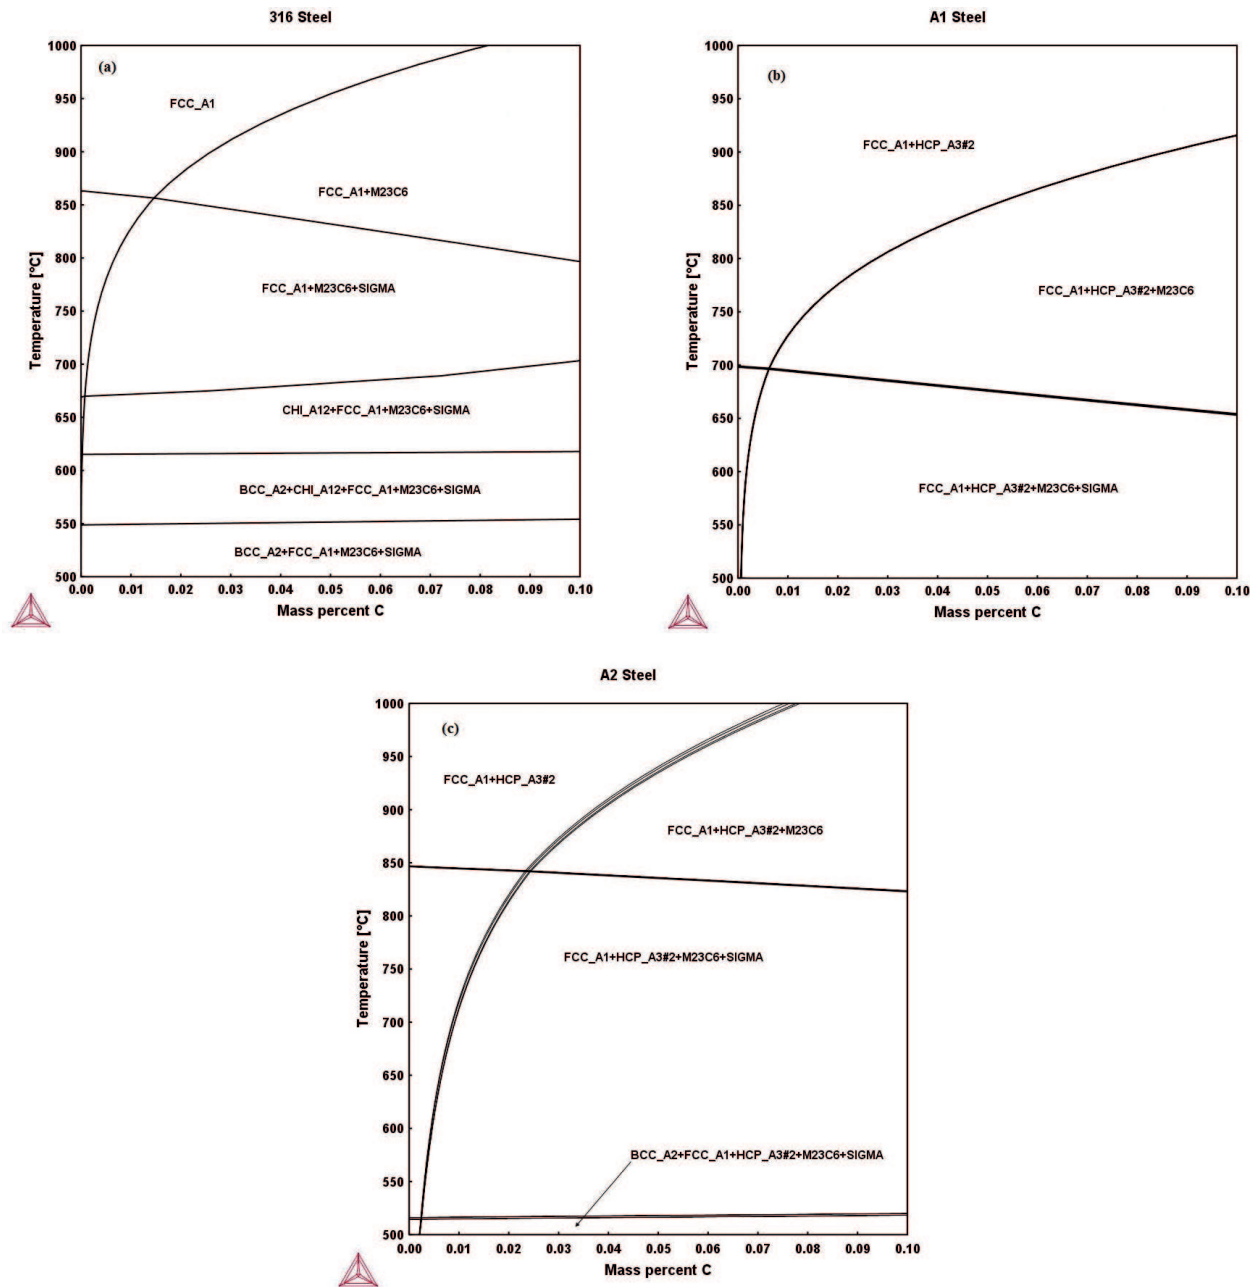 316 Steel
(a)
1000
950
900
850
800
750
700
650
600
550
500
Temperature [°C]
FCC_A1
FCC_A1+M23C6
FCC_A1+M23C6+SIGMA
CHI_A12+FCC_A1+M23C6+SIGMA
BCC_A2+CHI_A12+FCC_A1+M23C6+SIGMA
BCC_A2+FCC_A1+M23C6+SIGMA
0.00 0.01 0.02 0.03 0.04 0.05 0.06 0.07 0.08 0.09 0.10
Mass percent C
A1 Steel
(b)
1000
950
900
850
800
750
700
650
600
550
500
Temperature [°C]
FCC_A1+HCP_A3#2
FCC_A1+HCP_A3#2+M23C6
FCC_A1+HCP_A3#2+M23C6+SIGMA
0.00 0.01 0.02 0.03 0.04 0.05 0.06 0.07 0.08 0.09 0.10
Mass percent C
A2 Steel
(c)
1000
950
900
850
800
750
700
650
600
550
500
Temperature [°C]
FCC_A1+HCP_A3#2
FCC_A1+HCP_A3#2+M23C6
FCC_A1+HCP_A3#2+M23C6+SIGMA
BCC_A2+FCC_A1+HCP_A3#2+M23C6+SIGMA
0.00 0.01 0.02 0.03 0.04 0.05 0.06 0.07 0.08 0.09 0.10
Mass percent C